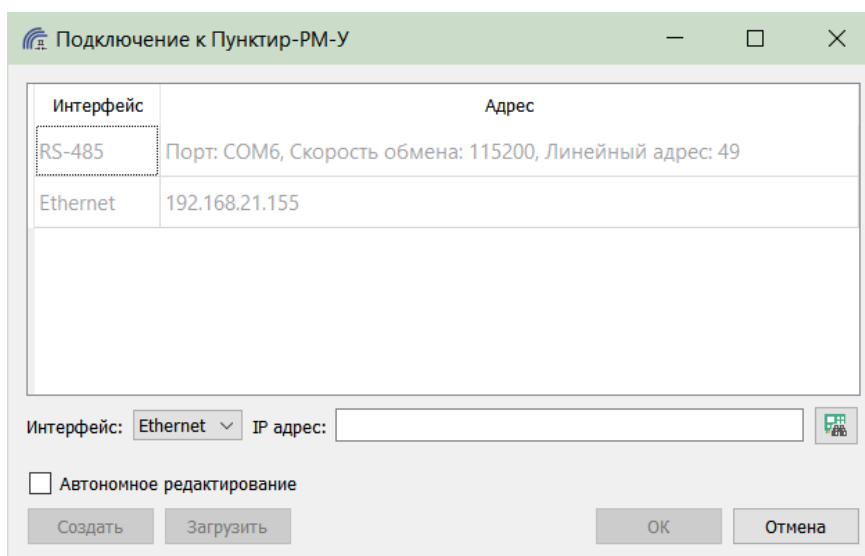 Подключение к Пунктир-РМ-У
Интерфейс Адрес
RS-485 Порт: COM6, Скорость обмена: 115200, Линейный адрес: 49
Ethernet 192.168.21.155
Интерфейс: Ethernet IP адрес:
Автономное редактирование
Создать Загрузить OK Отмена